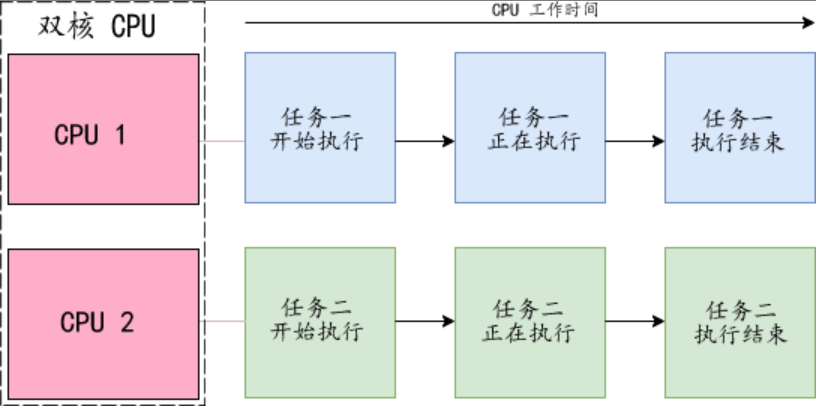 CPU 工作时间
双核 CPU
CPU 1
任务一
开始执行
任务一
正在执行
任务一
执行结束
CPU 2
任务二
开始执行
任务二
正在执行
任务二
执行结束